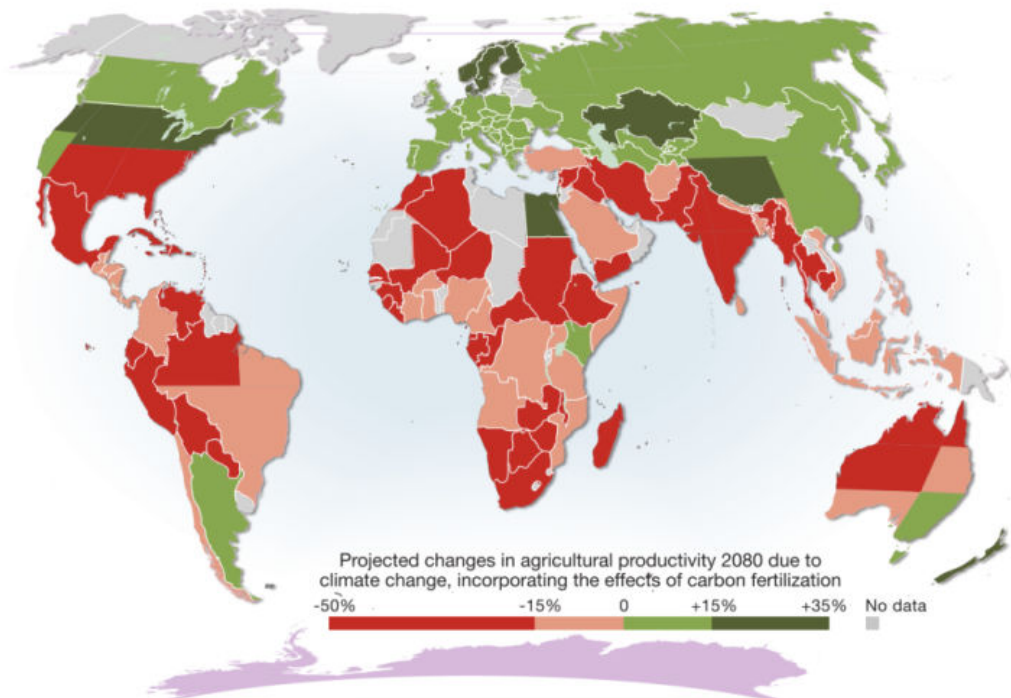 Projected changes in agricultural productivity 2080 due to
climate change, incorporating the effects of carbon fertilization
-50% -15% 0 +15% +35% No data